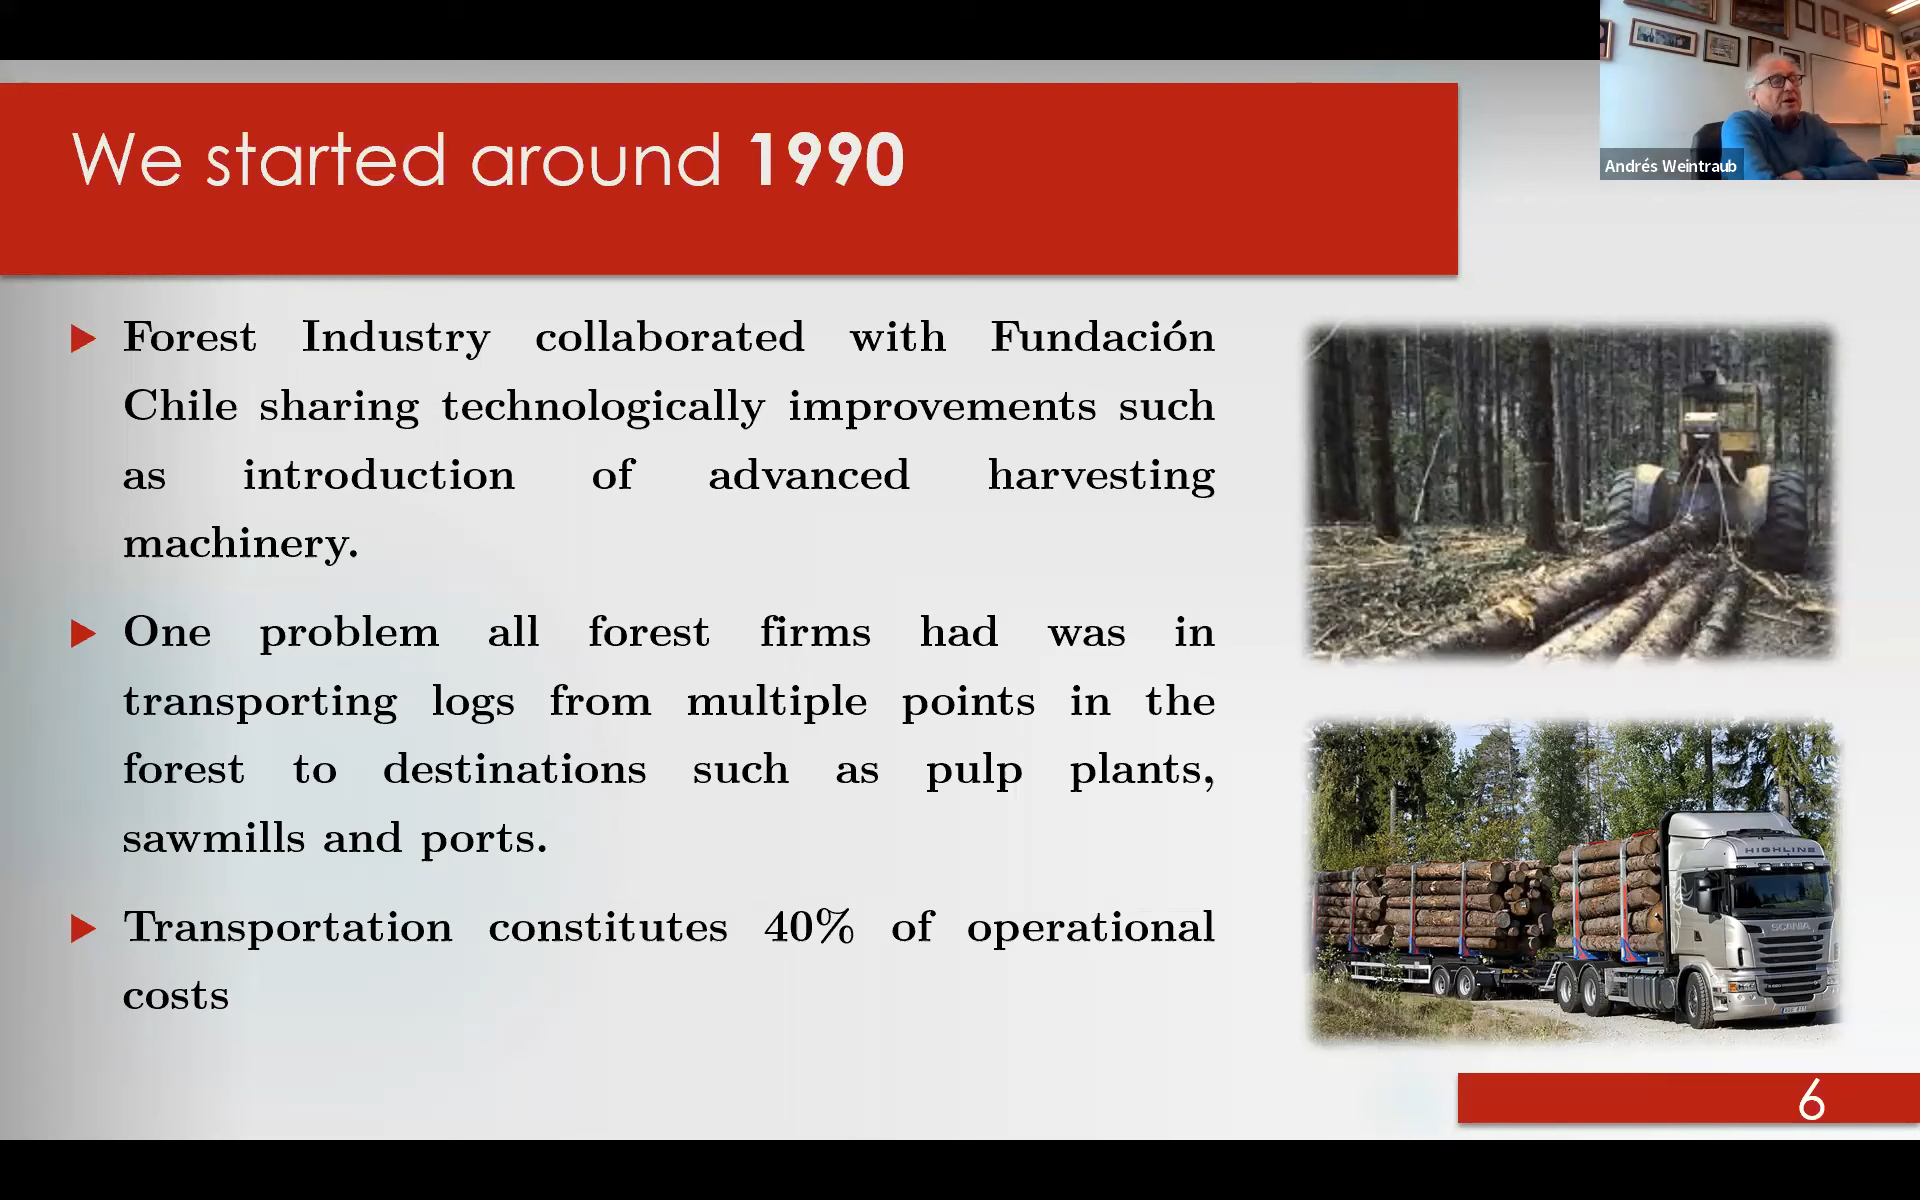 Andrés Weintraub
We started around 1990
Forest Industry collaborated with Fundación
Chile sharing technologically improvements such
as introduction of advanced harvesting
machinery.
One problem all forest firms had was in
transporting logs from multiple points in the
forest to destinations such as pulp plants,
sawmills and ports.
Transportation constitutes 40% of operational
costs
HIGHLINE
SCANIA
6